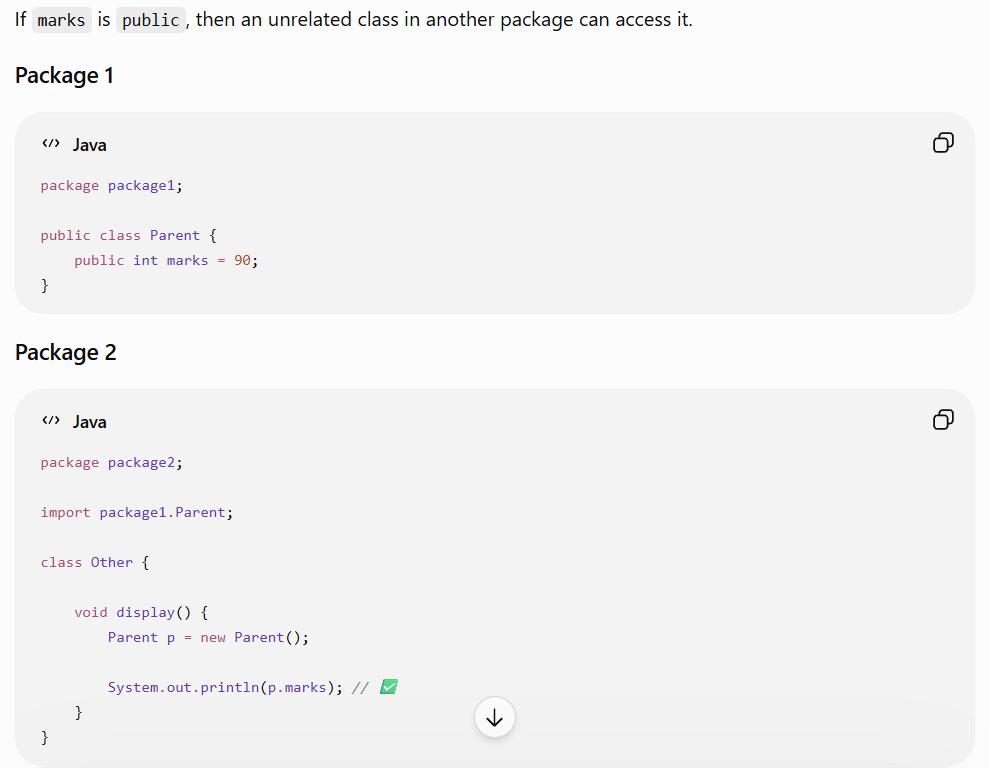 If marks is public, then an unrelated class in another package can access it.
Package 1
</> Java
package package1;
public class Parent {
    public int marks = 90;
}
Package 2
</> Java
package package2;
import package1.Parent;
class Other {
    void display() {
        Parent p = new Parent();
        System.out.println(p.marks); // ✅
    }
}